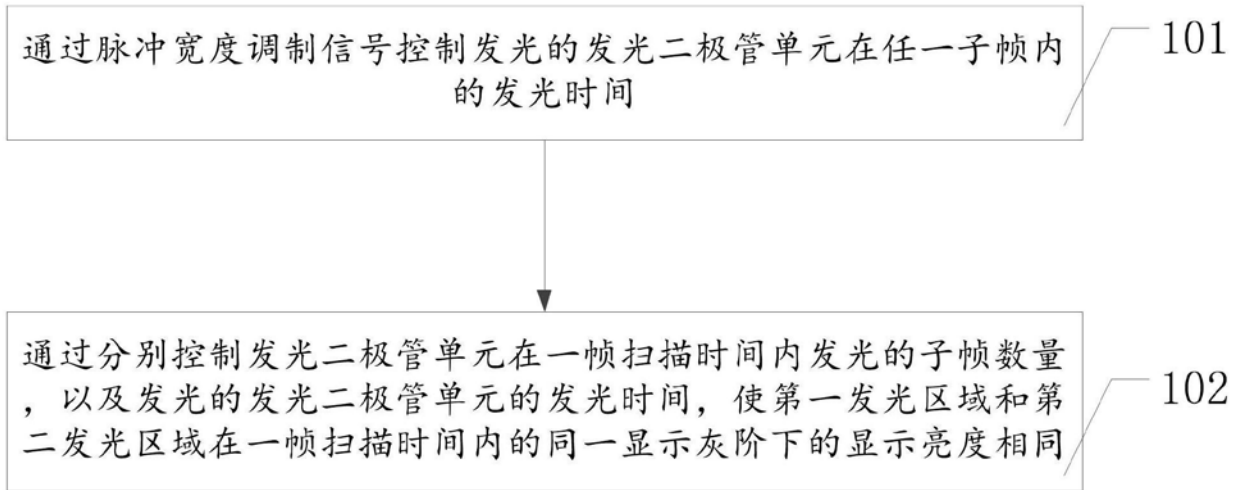 通过脉冲宽度调制信号控制发光的发光二极管单元在任一子帧内
的发光时间
101
通过分别控制发光二极管单元在一帧扫描时间内发光的子帧数量
，以及发光的发光二极管单元的发光时间，使第一发光区域和第
二发光区域在一帧扫描时间内的同一显示灰阶下的显示亮度相同
102